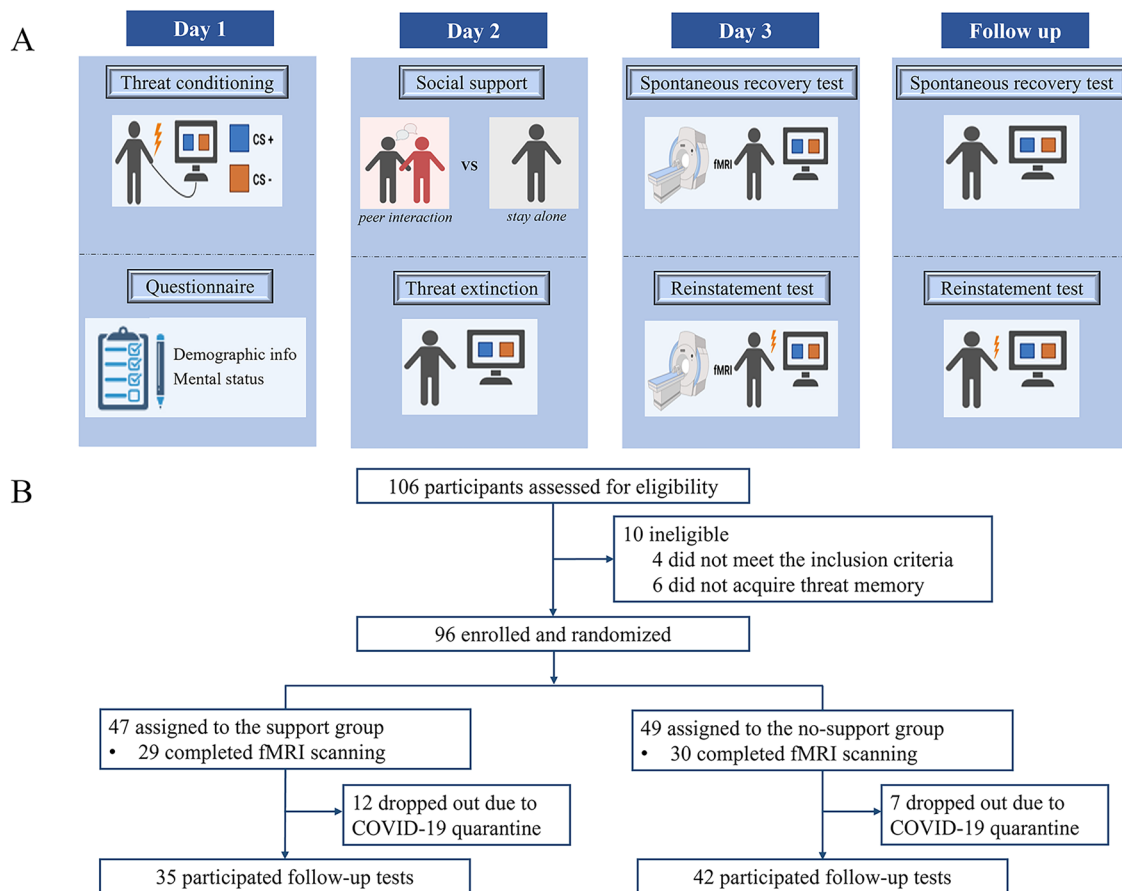 A
Day 1
Day 2
Day 3
Follow up
Threat conditioning
CS +
CS -
Questionnaire
Demographic info
Mental status
Social support
vs
peer interaction
stay alone
Threat extinction
Spontaneous recovery test
fMRI
Reinstatement test
fMRI
Spontaneous recovery test
Reinstatement test
B
106 participants assessed for eligibility
10 ineligible
4 did not meet the inclusion criteria
6 did not acquire threat memory
96 enrolled and randomized
47 assigned to the support group
• 29 completed fMRI scanning
49 assigned to the no-support group
• 30 completed fMRI scanning
12 dropped out due to
COVID-19 quarantine
7 dropped out due to
COVID-19 quarantine
35 participated follow-up tests
42 participated follow-up tests